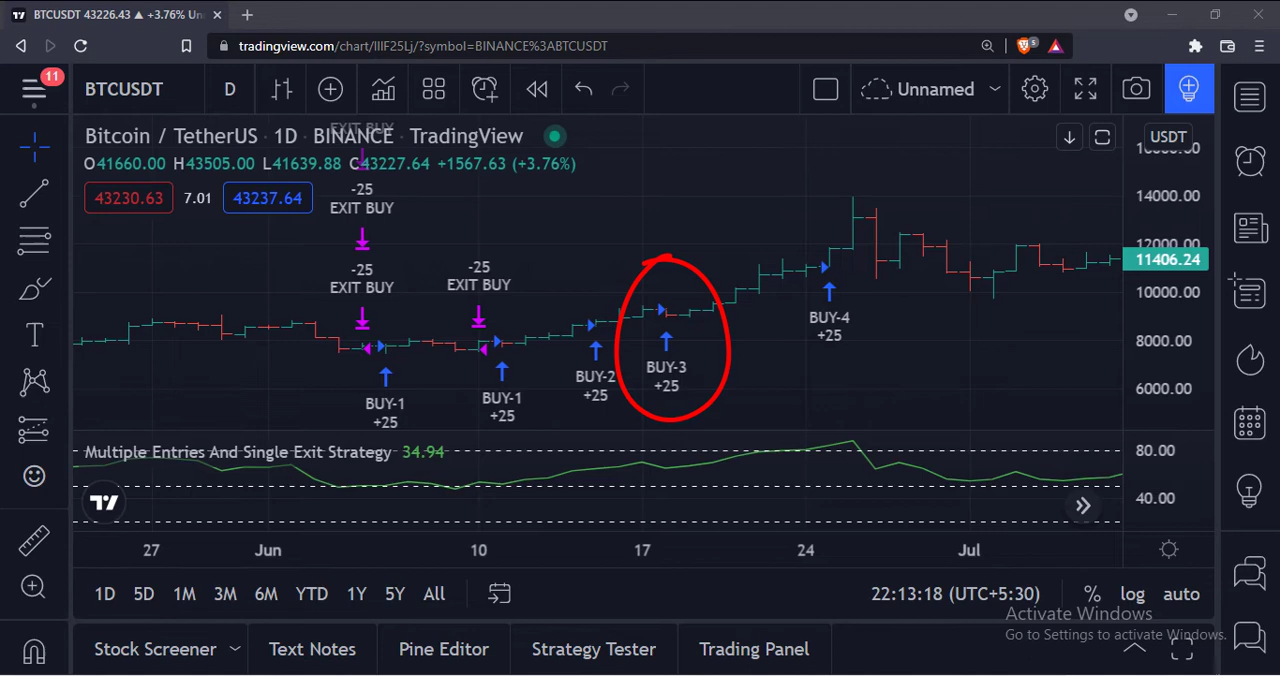 BTCUSDT 43226.43 ▲ +3.76% Un
tradingview.com/chart/IIIF25Lj/?symbol=BINANCE%3ABTCUSDT
5
11
BTCUSDT
D
Unnamed
Bitcoin / TetherUS · 1D · BINANCE · TradingView
EXIT BUY
USDT
O41660.00 H43505.00 L41639.88 C43227.64 +1567.63 (+3.76%)
43230.63
7.01
43237.64
-25
EXIT BUY
-25
EXIT BUY
-25
EXIT BUY
BUY-1
+25
BUY-1
+25
BUY-2
+25
BUY-3
+25
BUY-4
+25
16000.00
14000.00
12000.00
11406.24
10000.00
8000.00
6000.00
Multiple Entries And Single Exit Strategy 34.94
80.00
40.00
27 Jun 10 17 24 Jul
1D 5D 1M 3M 6M YTD 1Y 5Y All
22:13:18 (UTC+5:30)
% log auto
Activate Windows
Go to Settings to activate Windows.
Stock Screener Text Notes Pine Editor Strategy Tester Trading Panel